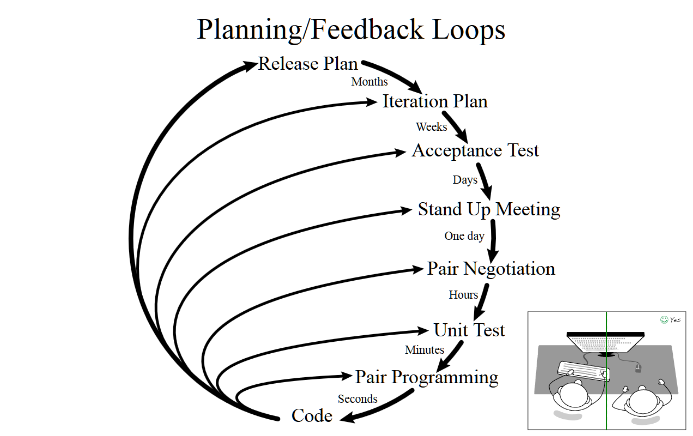 Planning/Feedback Loops
Release Plan
Months
Iteration Plan
Weeks
Acceptance Test
Days
Stand Up Meeting
One day
Pair Negotiation
Hours
Unit Test
Minutes
Pair Programming
Seconds
Code
Yes